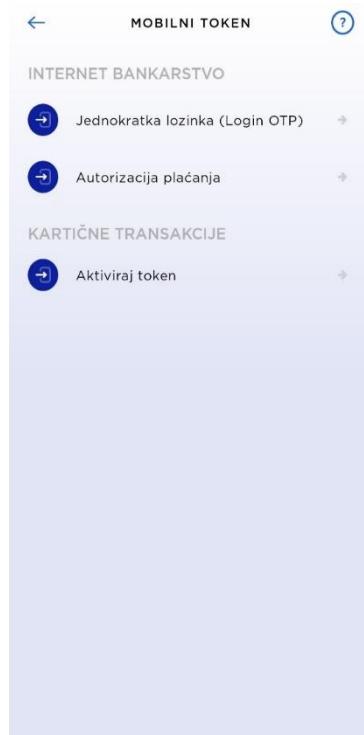 MOBILNI TOKEN
?
INTERNET BANKARSTVO
Jednokratka lozinka (Login OTP)
Autorizacija plaćanja
KARTIČNE TRANSAKCIJE
Aktiviraj token